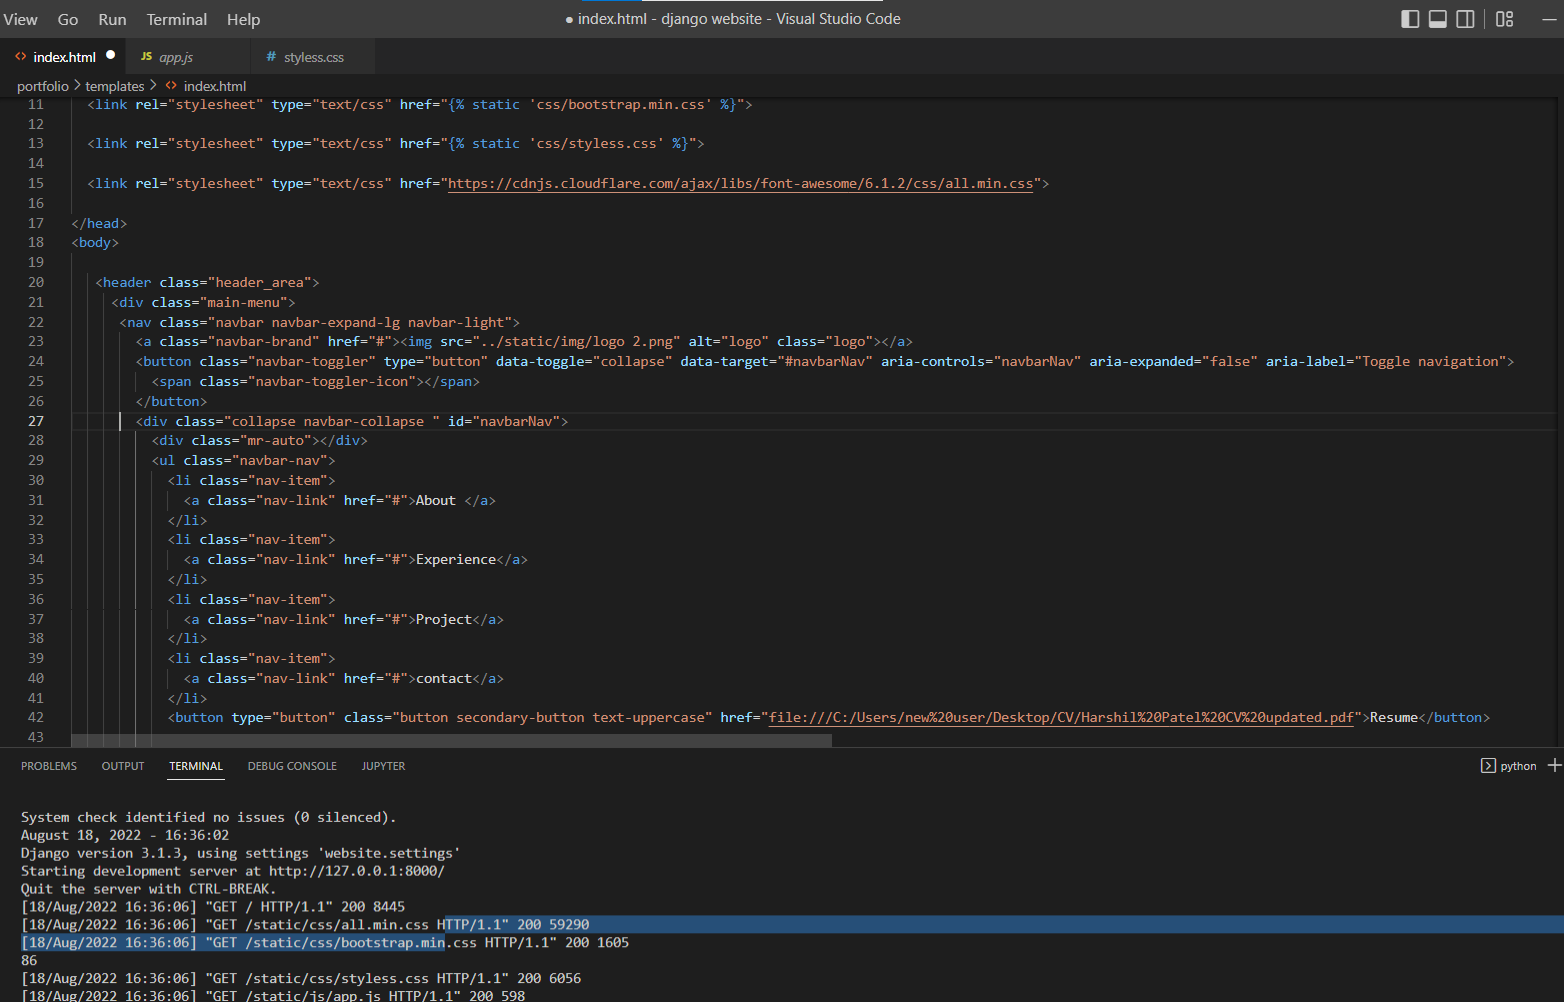 View Go Run Terminal Help ● index.html - django website - Visual Studio Code
<> index.html ● JS app.js # styless.css
portfolio > templates > <> index.html
11 <link rel="stylesheet" type="text/css" href="{% static 'css/bootstrap.min.css' %}">
12
13 <link rel="stylesheet" type="text/css" href="{% static 'css/styless.css' %}">
14
15 <link rel="stylesheet" type="text/css" href="https://cdnjs.cloudflare.com/ajax/libs/font-awesome/6.1.2/css/all.min.css">
16
17 </head>
18 <body>
19
20 <header class="header_area">
21 <div class="main-menu">
22 <nav class="navbar navbar-expand-lg navbar-light">
23 <a class="navbar-brand" href="#"><img src="../static/img/logo 2.png" alt="logo" class="logo"></a>
24 <button class="navbar-toggler" type="button" data-toggle="collapse" data-target="#navbarNav" aria-controls="navbarNav" aria-expanded="false" aria-label="Toggle navigation">
25 <span class="navbar-toggler-icon"></span>
26 </button>
27 <div class="collapse navbar-collapse " id="navbarNav">
28 <div class="mr-auto"></div>
29 <ul class="navbar-nav">
30 <li class="nav-item">
31 <a class="nav-link" href="#">About </a>
32 </li>
33 <li class="nav-item">
34 <a class="nav-link" href="#">Experience</a>
35 </li>
36 <li class="nav-item">
37 <a class="nav-link" href="#">Project</a>
38 </li>
39 <li class="nav-item">
40 <a class="nav-link" href="#">contact</a>
41 </li>
42 <button type="button" class="button secondary-button text-uppercase" href="file:///C:/Users/new%20user/Desktop/CV/Harshil%20Patel%20CV%20updated.pdf">Resume</button>
43
PROBLEMS OUTPUT TERMINAL DEBUG CONSOLE JUPYTER python
System check identified no issues (0 silenced).
August 18, 2022 - 16:36:02
Django version 3.1.3, using settings 'website.settings'
Starting development server at http://127.0.0.1:8000/
Quit the server with CTRL-BREAK.
[18/Aug/2022 16:36:06] "GET / HTTP/1.1" 200 8445
[18/Aug/2022 16:36:06] "GET /static/css/all.min.css HTTP/1.1" 200 59290
[18/Aug/2022 16:36:06] "GET /static/css/bootstrap.min.css HTTP/1.1" 200 1605
86
[18/Aug/2022 16:36:06] "GET /static/css/styless.css HTTP/1.1" 200 6056
[18/Aug/2022 16:36:06] "GET /static/js/app.js HTTP/1.1" 200 598